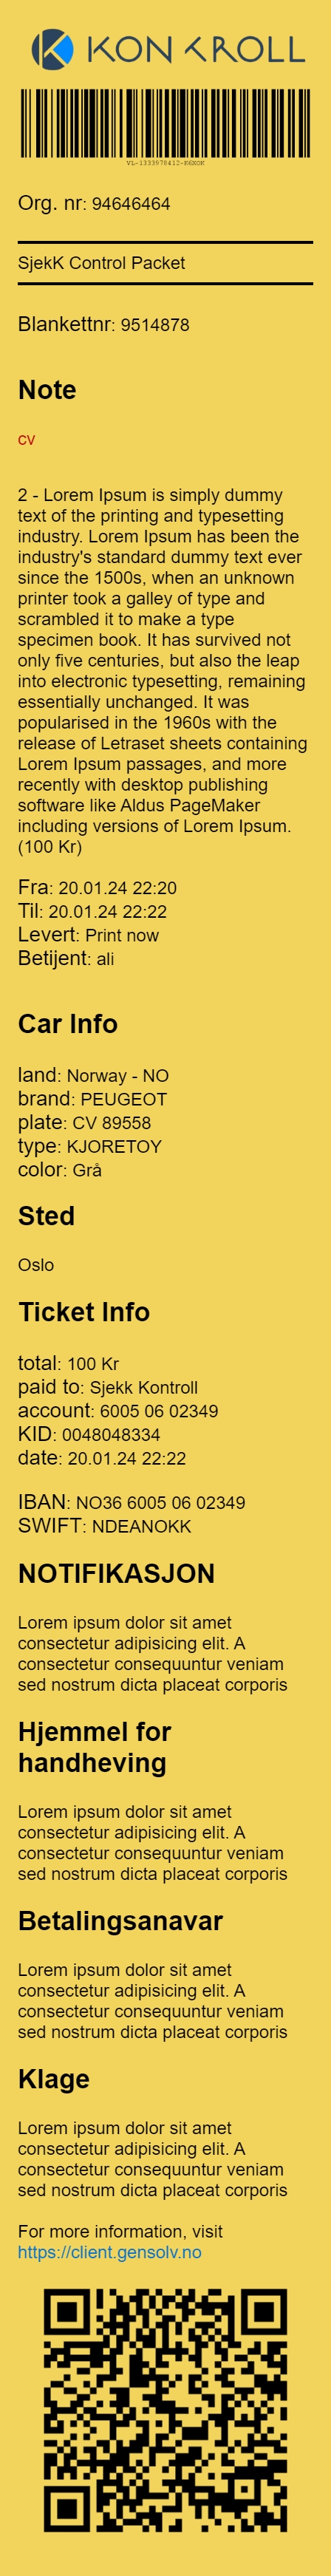 KONTROLL
Org. nr: 94646464
SjekK Control Packet
Blankettnr: 9514878
Note
cv
2 - Lorem Ipsum is simply dummy
text of the printing and typesetting
industry. Lorem Ipsum has been the
industry's standard dummy text ever
since the 1500s, when an unknown
printer took a galley of type and
scrambled it to make a type
specimen book. It has survived not
only five centuries, but also the leap
into electronic typesetting, remaining
essentially unchanged. It was
popularised in the 1960s with the
release of Letraset sheets containing
Lorem Ipsum passages, and more
recently with desktop publishing
software like Aldus PageMaker
including versions of Lorem Ipsum.
(100 Kr)
Fra: 20.01.24 22:20
Til: 20.01.24 22:22
Levert: Print now
Betijent: ali
Car Info
land: Norway - NO
brand: PEUGEOT
plate: CV 89558
type: KJORETOY
color: Grå
Sted
Oslo
Ticket Info
total: 100 Kr
paid to: Sjekk Kontroll
account: 6005 06 02349
KID: 0048048334
date: 20.01.24 22:22
IBAN: NO36 6005 06 02349
SWIFT: NDEANOKK
NOTIFIKASJON
Lorem ipsum dolor sit amet
consectetur adipisicing elit. A
consectetur consequuntur veniam
sed nostrum dicta placeat corporis
Hjemmel for
handheving
Lorem ipsum dolor sit amet
consectetur adipisicing elit. A
consectetur consequuntur veniam
sed nostrum dicta placeat corporis
Betalingsanavar
Lorem ipsum dolor sit amet
consectetur adipisicing elit. A
consectetur consequuntur veniam
sed nostrum dicta placeat corporis
Klage
Lorem ipsum dolor sit amet
consectetur adipisicing elit. A
consectetur consequuntur veniam
sed nostrum dicta placeat corporis
For more information, visit
https://client.gensolv.no